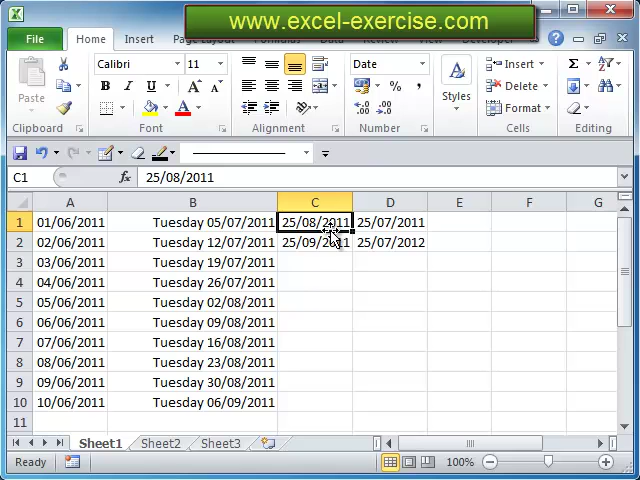 www.excel-exercise.com
File Home Insert Page Layout Formulas Data Review View Developer
Calibri 11 Date Insert
Paste B I U A A % Styles Delete
A Format
Clipboard Font Alignment Number Cells Editing
C1 fx 25/08/2011
A B C D E F G
1 01/06/2011 Tuesday 05/07/2011 25/08/2011 25/07/2011
2 02/06/2011 Tuesday 12/07/2011 25/09/2011 25/07/2012
3 03/06/2011 Tuesday 19/07/2011
4 04/06/2011 Tuesday 26/07/2011
5 05/06/2011 Tuesday 02/08/2011
6 06/06/2011 Tuesday 09/08/2011
7 07/06/2011 Tuesday 16/08/2011
8 08/06/2011 Tuesday 23/08/2011
9 09/06/2011 Tuesday 30/08/2011
10 10/06/2011 Tuesday 06/09/2011
11
Sheet1 Sheet2 Sheet3
Ready 100%